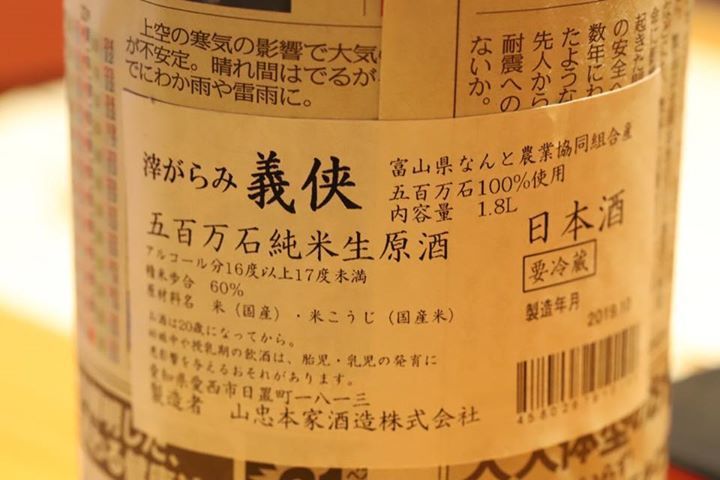 上空の寒気の影響で大気
が不安定。晴れ間はでるが
でにわか雨や雷雨に。
の安全へ
数年にわ
たような
先人から
耐震への
ないか。
滓がらみ 義侠
富山県なんと農業協同組合産
五百万石100%使用
内容量 1.8L
五百万石純米生原酒
日本酒
要冷蔵
アルコール分16度以上17度未満
精米歩合 60%
原材料名 米(国産)・米こうじ(国産米)
製造年月 2019.10
お酒は20歳になってから。
妊娠中や授乳期の飲酒は、胎児・乳児の発育に
悪影響を与えるおそれがあります。
愛知県愛西市日置町一八一三
製造者 山忠本家酒造株式会社